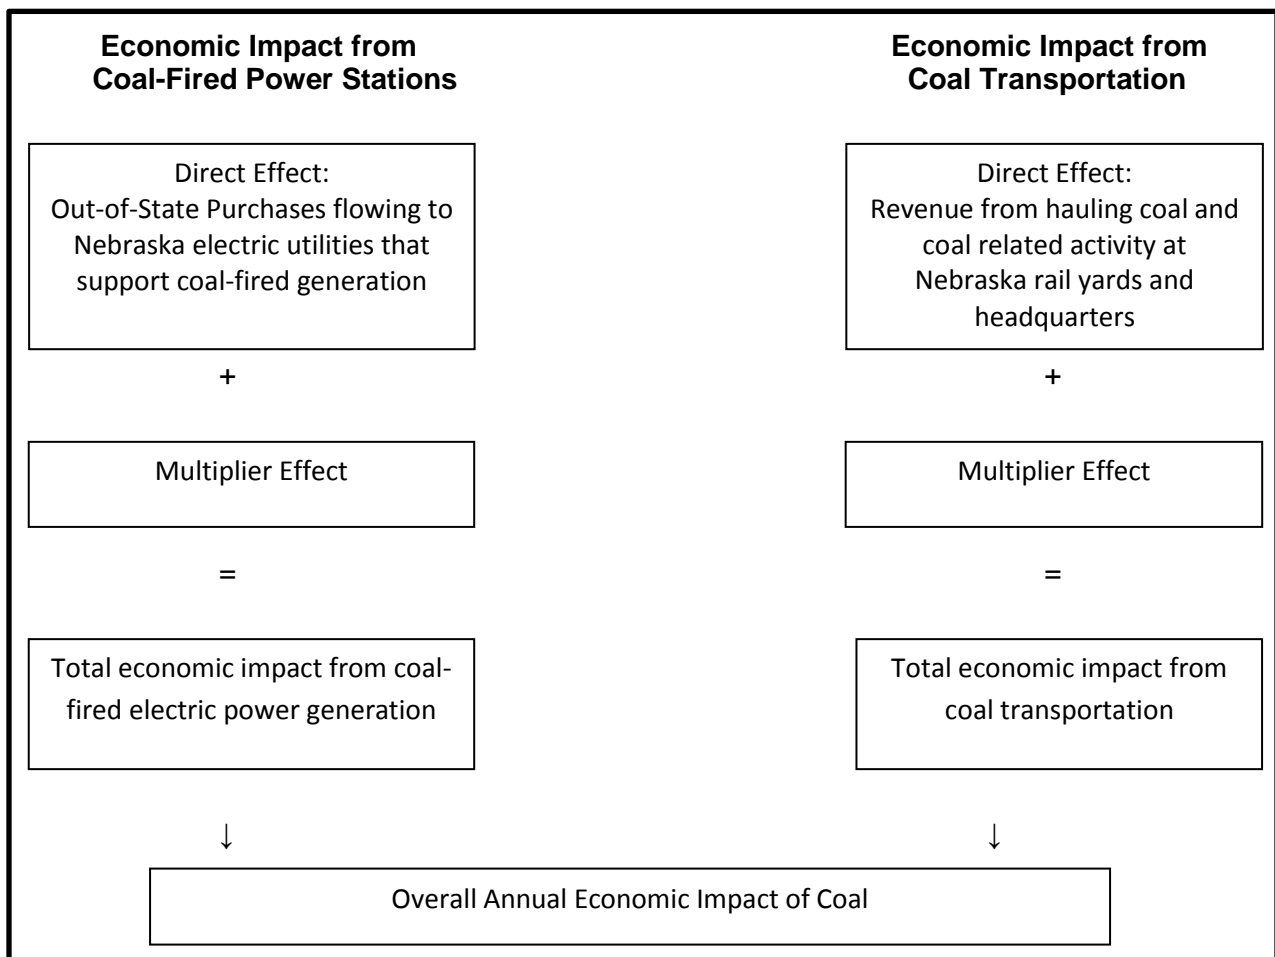 Economic Impact from
Coal-Fired Power Stations
Direct Effect:
Out-of-State Purchases flowing to
Nebraska electric utilities that
support coal-fired generation
+
Multiplier Effect
=
Total economic impact from coal-
fired electric power generation
↓
Economic Impact from
Coal Transportation
Direct Effect:
Revenue from hauling coal and
coal related activity at
Nebraska rail yards and
headquarters
+
Multiplier Effect
=
Total economic impact from
coal transportation
↓
Overall Annual Economic Impact of Coal